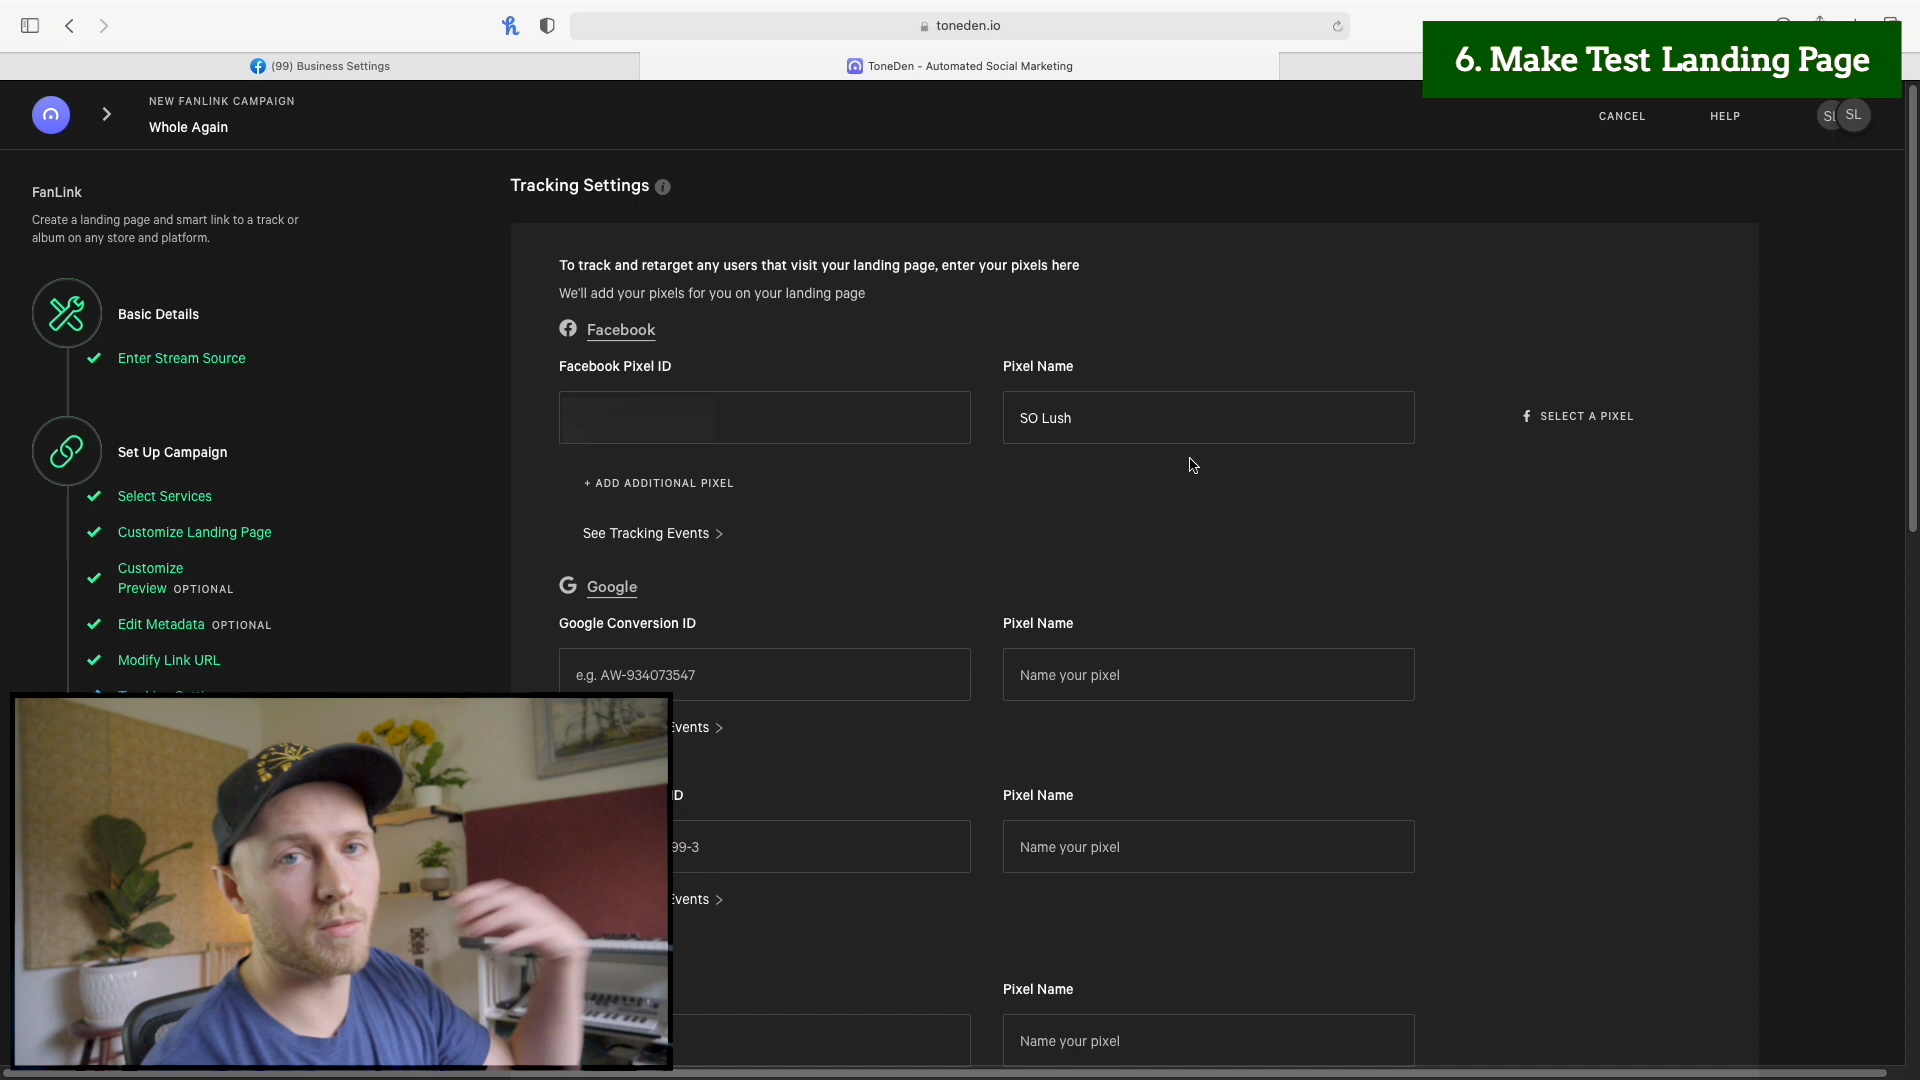 toneden.io
(99) Business Settings
ToneDen - Automated Social Marketing
6. Make Test Landing Page
NEW FANLINK CAMPAIGN
Whole Again
CANCEL
HELP
SL
FanLink
Create a landing page and smart link to a track or
album on any store and platform.
Basic Details
Enter Stream Source
Set Up Campaign
Select Services
Customize Landing Page
Customize
Preview OPTIONAL
Edit Metadata OPTIONAL
Modify Link URL
Tracking Settings i
To track and retarget any users that visit your landing page, enter your pixels here
We'll add your pixels for you on your landing page
Facebook
Facebook Pixel ID
Pixel Name
SO Lush
SELECT A PIXEL
+ ADD ADDITIONAL PIXEL
See Tracking Events >
Google
Google Conversion ID
Pixel Name
e.g. AW-934073547
Name your pixel
Events >
ID
Pixel Name
99-3
Name your pixel
Events >
Pixel Name
Name your pixel